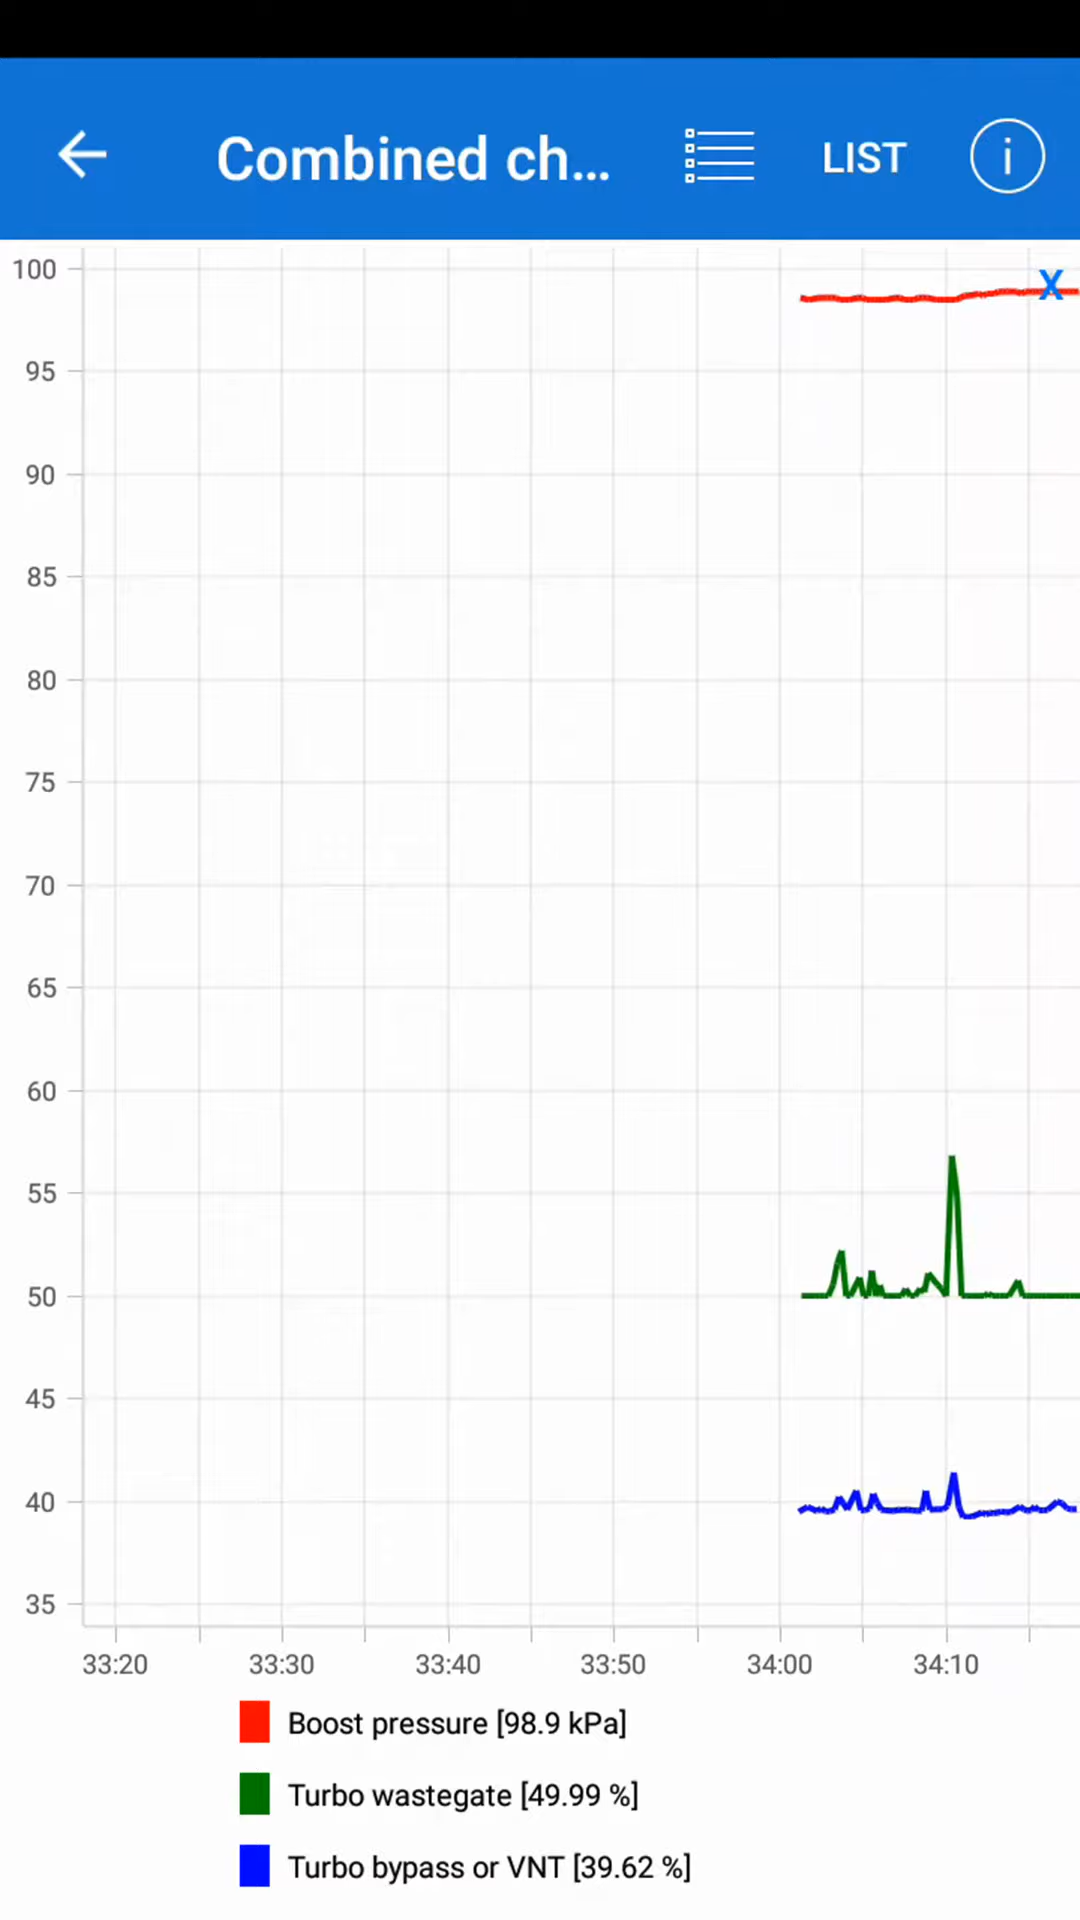 Combined ch...
LIST
i
X
100
95
90
85
80
75
70
65
60
55
50
45
40
35
33:20 33:30 33:40 33:50 34:00 34:10
Boost pressure [98.9 kPa]
Turbo wastegate [49.99 %]
Turbo bypass or VNT [39.62 %]